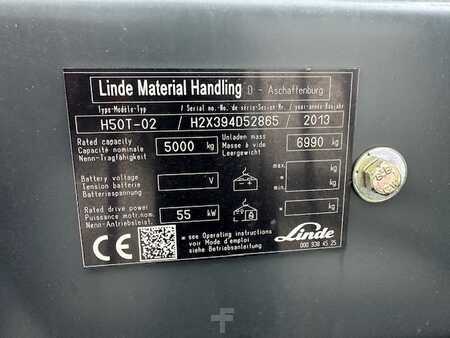 Linde Material Handling D - Aschaffenburg
Type-Modèle-Typ / Serial no.-No. de série-Serien-Nr. / year-année-Baujahr
H50T-02 / H2X394D52865 / 2013
Rated capacity
Capacité nominale 5000 kg
Nenn-Tragfähigkeit
Unladen mass
Masse à vide 6990 kg
Leergewicht
Battery voltage
Tension batterie V
Batteriespannung
max. kg
min. kg
Rated drive power
Puissance motr.nom. 55 kW
Nenn-Antriebsleist.
= kg
CE
see Operating instructions
voir Mode d'emploi
siehe Betriebsanleitung
Linde
000 938 45 25
8.8